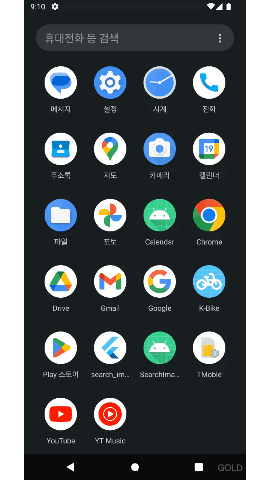 9:10
휴대전화 등 검색
메시지
설정
시계
전화
주소록
지도
카메라
캘린더
19
파일
포토
Calendar
Chrome
Drive
Gmail
Google
K-Bike
Play 스토어
search_im...
SearchIma...
TMoble
YouTube
YT Music
GOLD